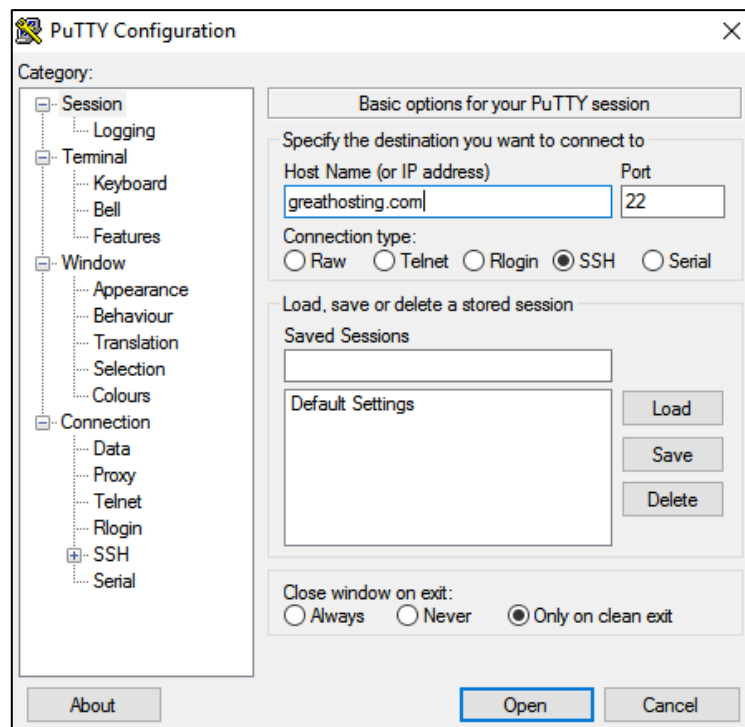 PuTTY Configuration
Category:
Session
Logging
Terminal
Keyboard
Bell
Features
Window
Appearance
Behaviour
Translation
Selection
Colours
Connection
Data
Proxy
Telnet
Rlogin
SSH
Serial
Basic options for your PuTTY session
Specify the destination you want to connect to
Host Name (or IP address) Port
greathosting.com 22
Connection type:
Raw Telnet Rlogin SSH Serial
Load, save or delete a stored session
Saved Sessions
Default Settings
Load
Save
Delete
Close window on exit:
Always Never Only on clean exit
About Open Cancel